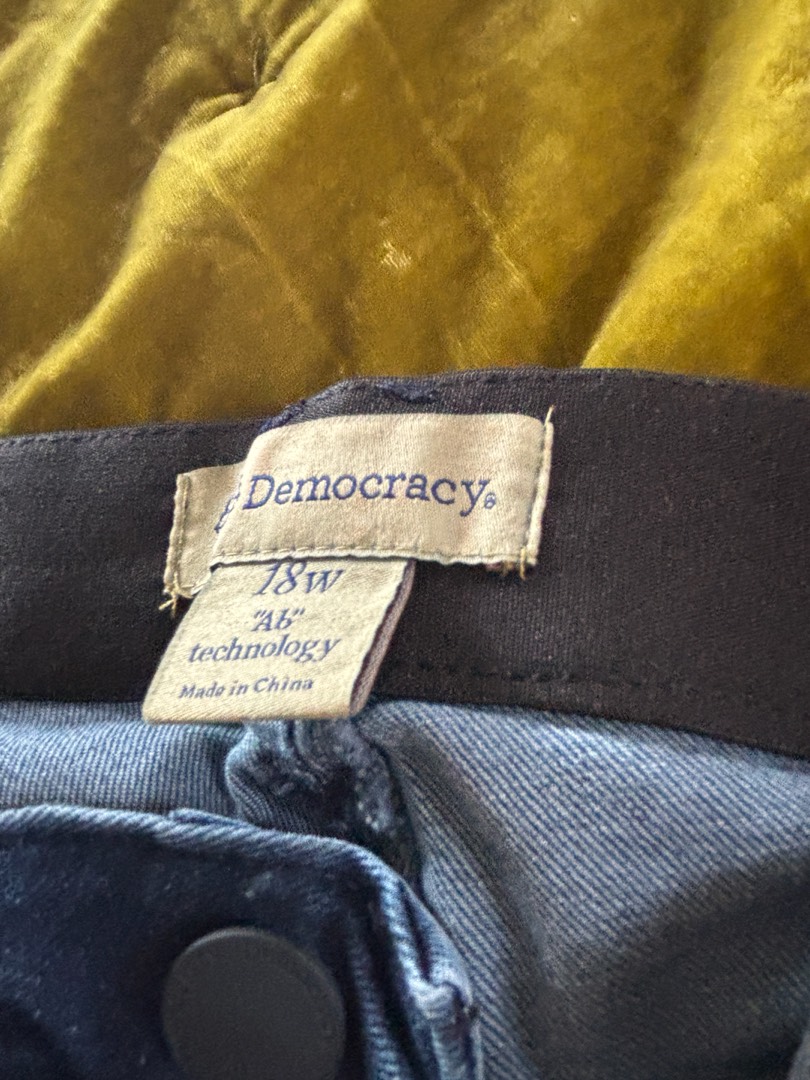 Democracy®
18W
"Ab"
technology
Made in China